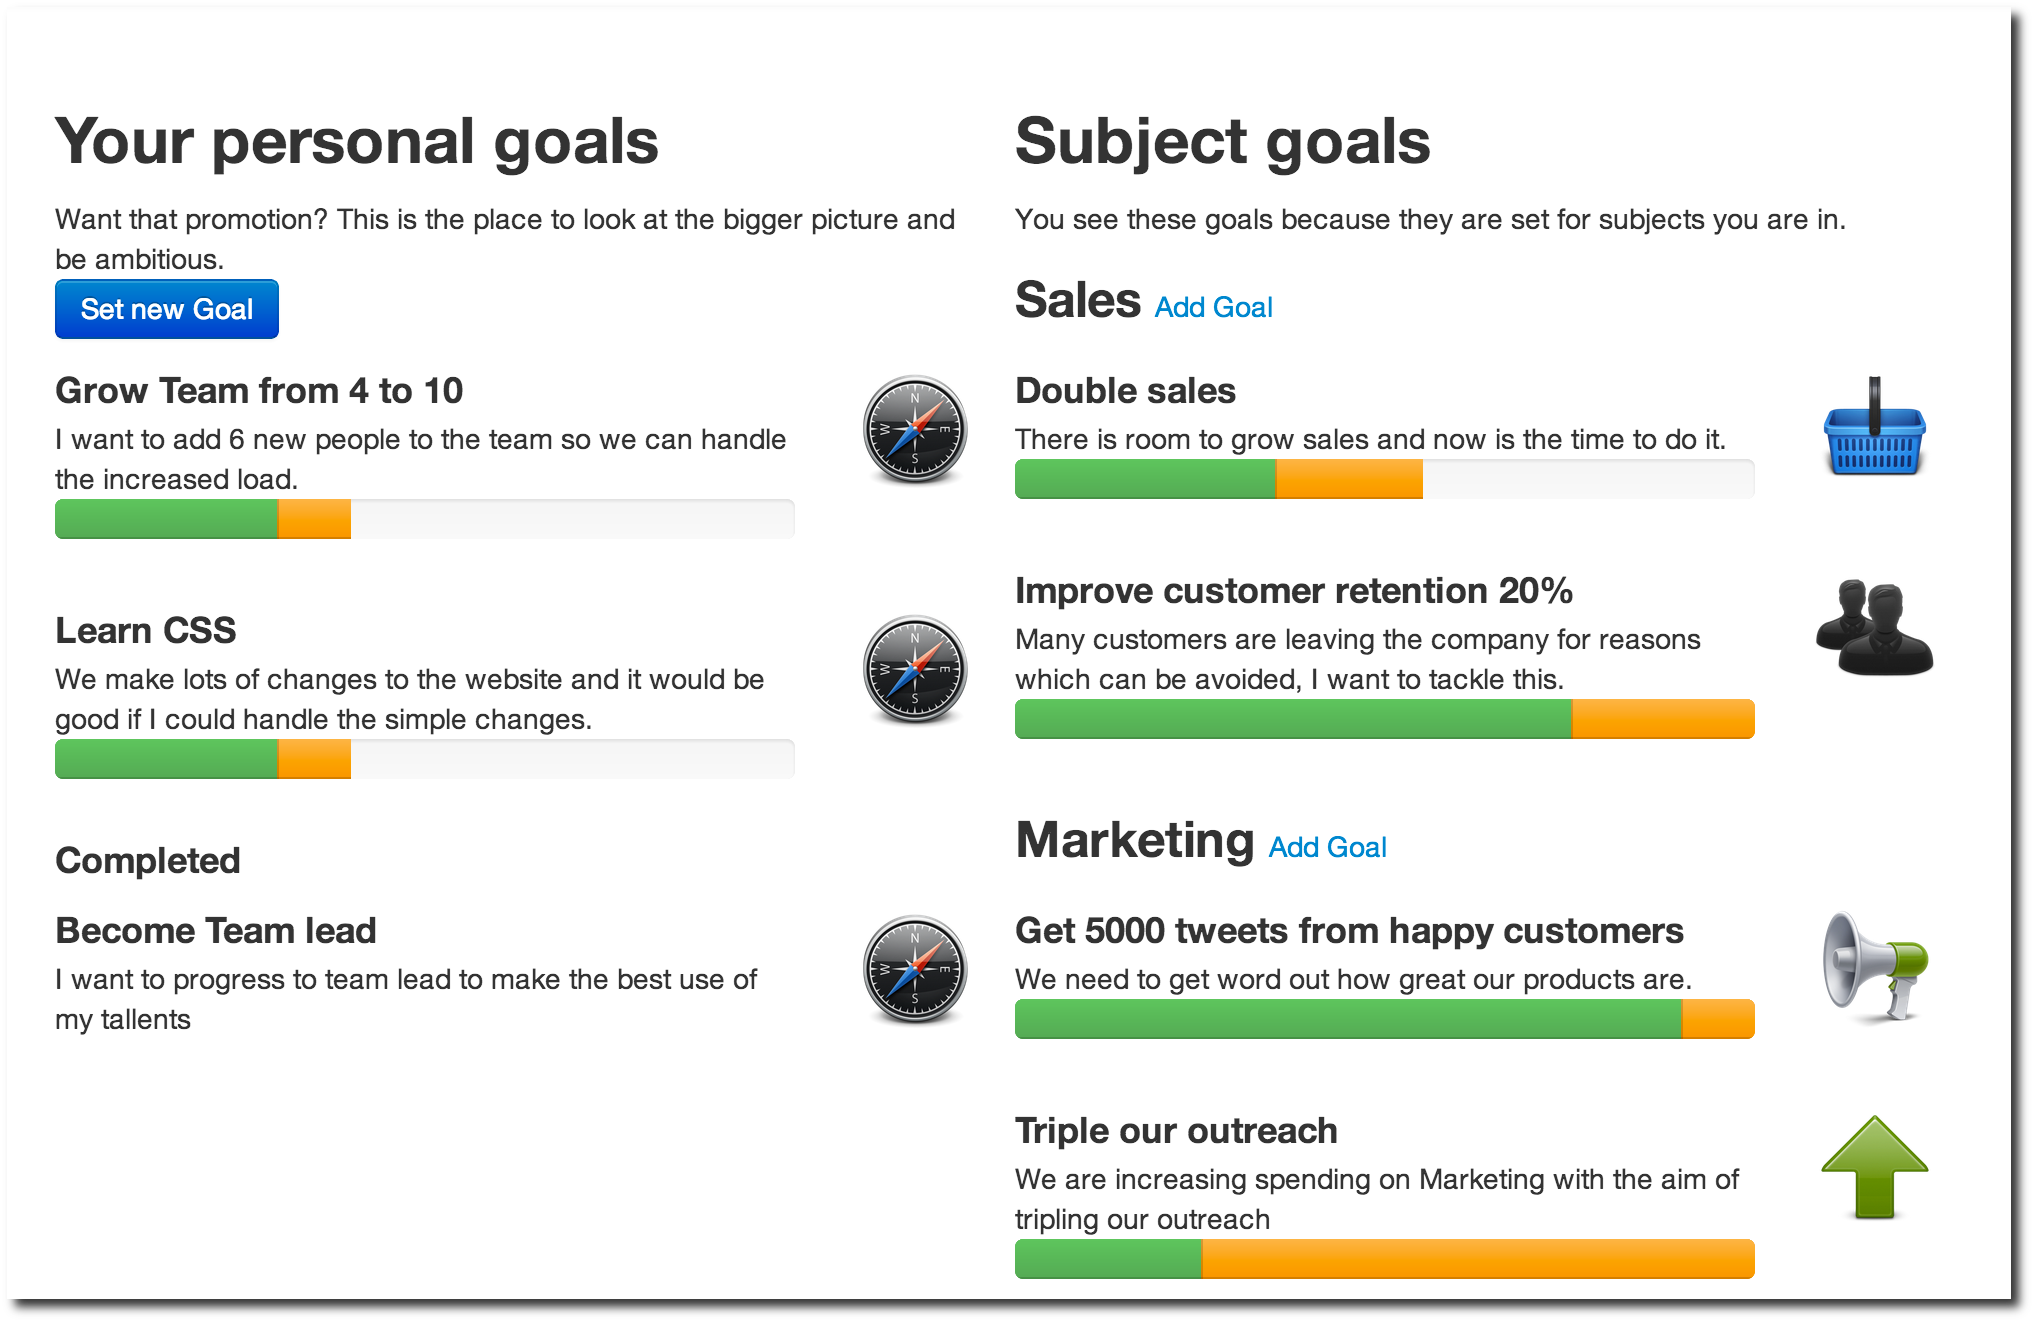 Your personal goals
Want that promotion? This is the place to look at the bigger picture and
be ambitious.
Set new Goal
Grow Team from 4 to 10
I want to add 6 new people to the team so we can handle
the increased load.
N
W E
S
Learn CSS
We make lots of changes to the website and it would be
good if I could handle the simple changes.
N
W E
S
Completed
Become Team lead
I want to progress to team lead to make the best use of
my tallents
N
W E
S
Subject goals
You see these goals because they are set for subjects you are in.
Sales Add Goal
Double sales
There is room to grow sales and now is the time to do it.
Improve customer retention 20%
Many customers are leaving the company for reasons
which can be avoided, I want to tackle this.
Marketing Add Goal
Get 5000 tweets from happy customers
We need to get word out how great our products are.
Triple our outreach
We are increasing spending on Marketing with the aim of
tripling our outreach